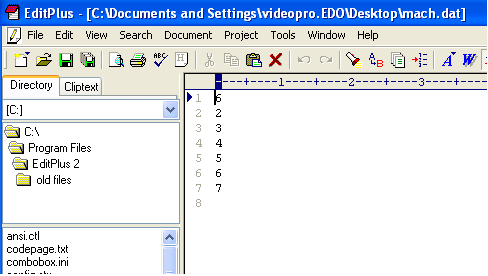 EditPlus - [C:\Documents and Settings\videopro.EDO\Desktop\mach.dat]
File Edit View Search Document Project Tools Window Help
ABC H A B A W
Directory Cliptext
[C:]
C:\
Program Files
EditPlus 2
old files
ansi.ctl
codepage.txt
combobox.ini
----+----1----+----2----+----3----+--
1 6
2 2
3 3
4 4
5 5
6 6
7 7
8